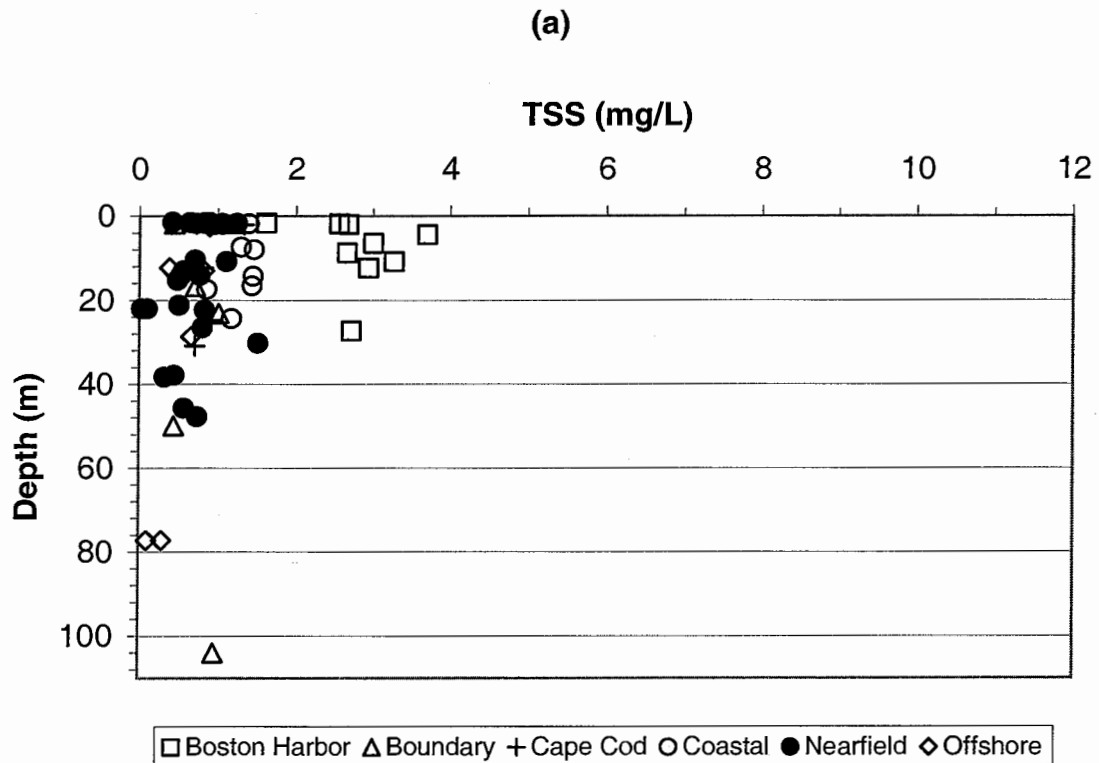 (a)
TSS (mg/L)
0 2 4 6 8 10 12
0
20
40
60
80
100
Depth (m)
Boston Harbor Boundary Cape Cod Coastal Nearfield Offshore